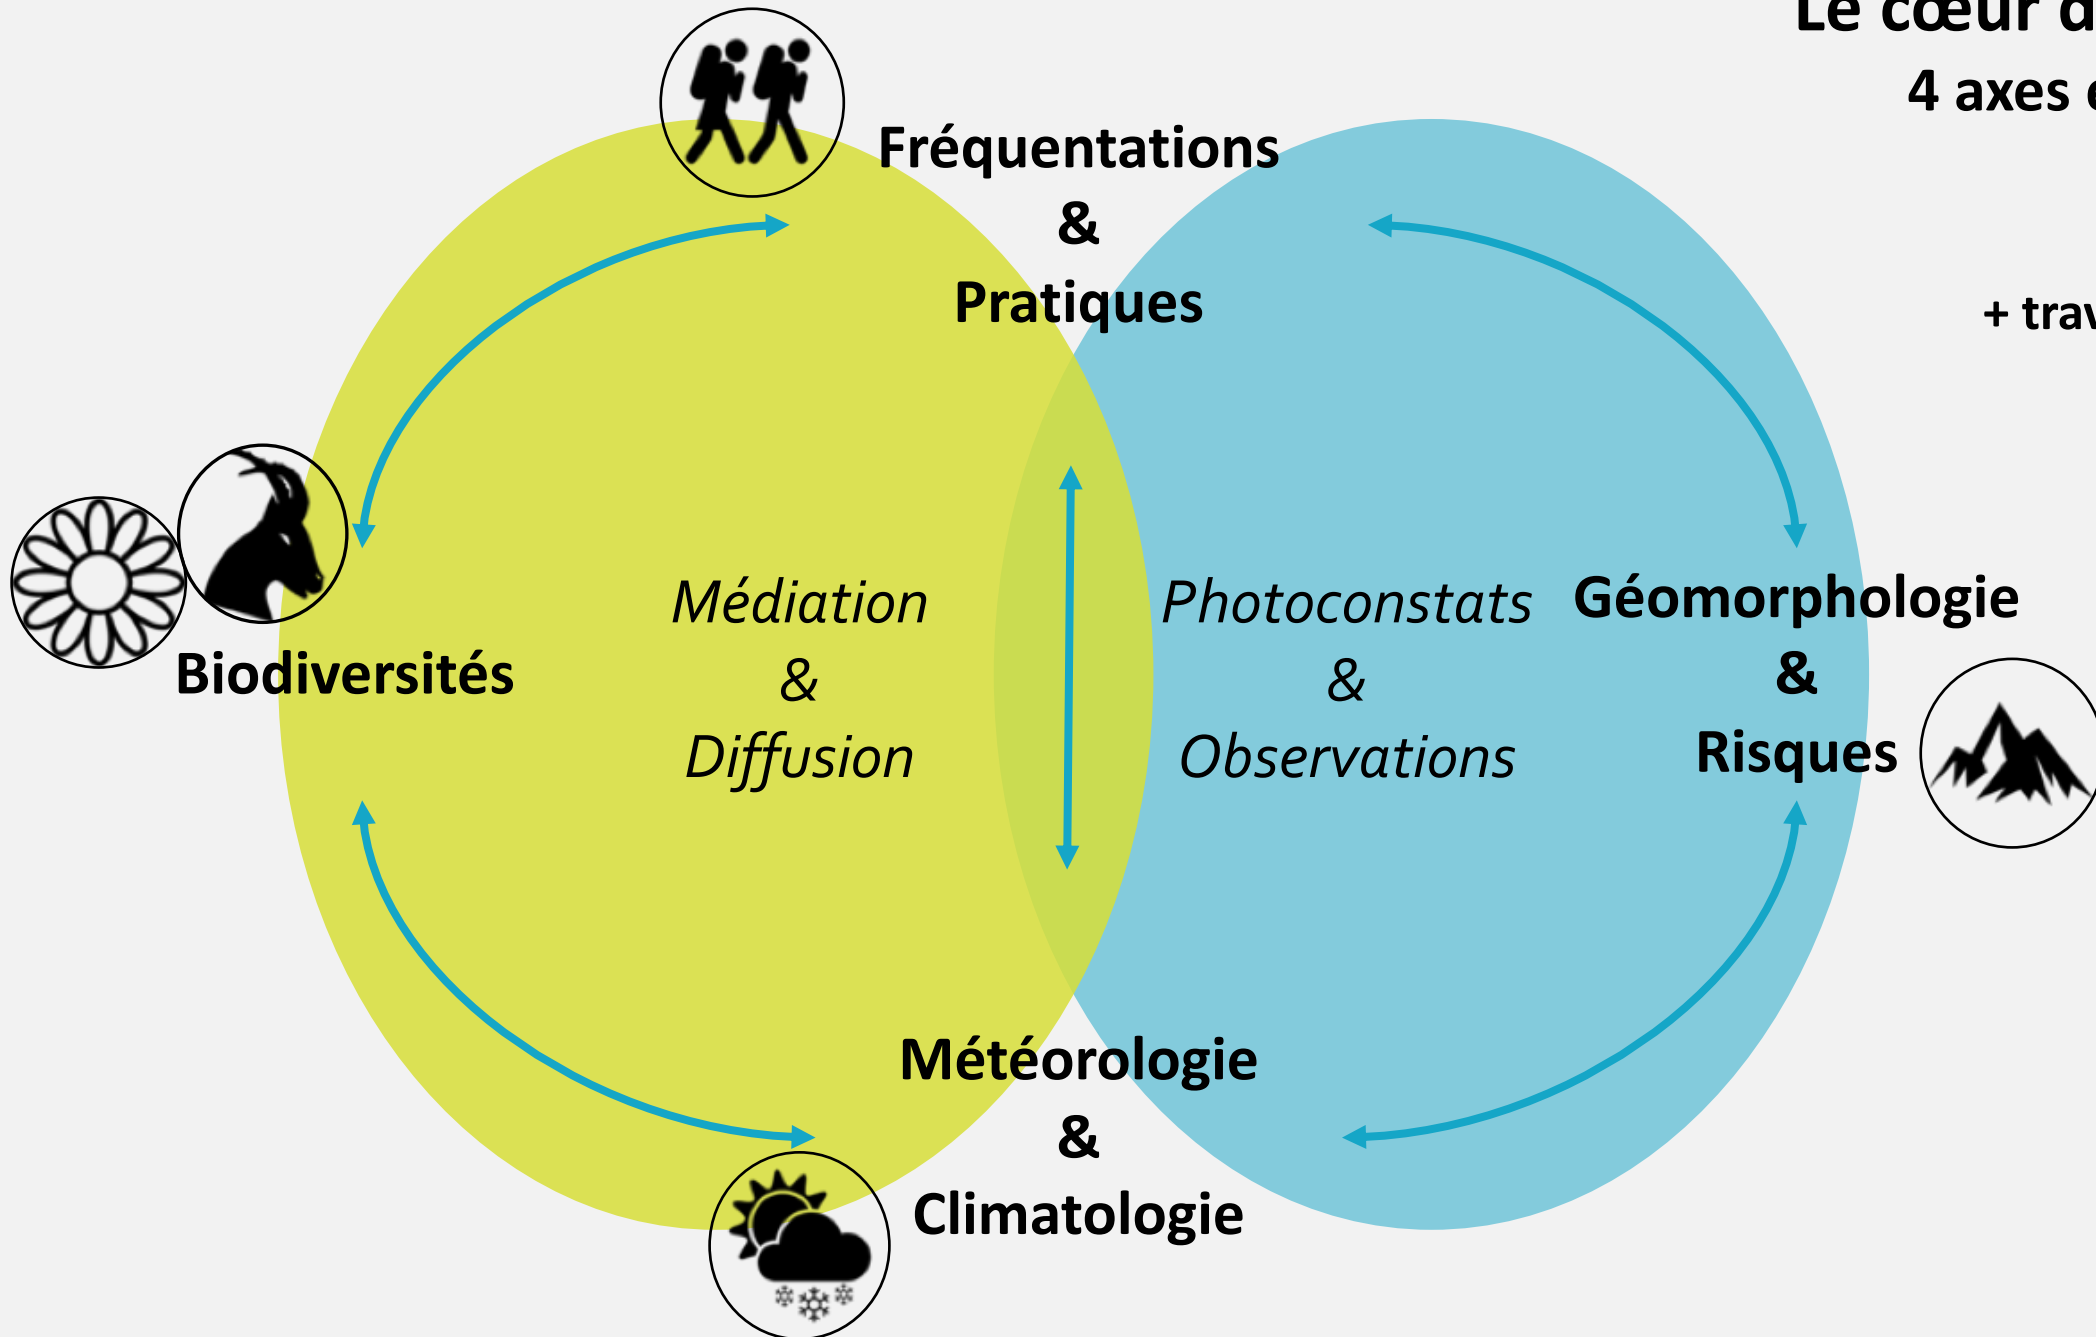 Le cœur d
4 axes e
+ trav
Fréquentations
&
Pratiques
Biodiversités
Médiation
&
Diffusion
Photoconstats
&
Observations
Géomorphologie
&
Risques
Météorologie
&
Climatologie